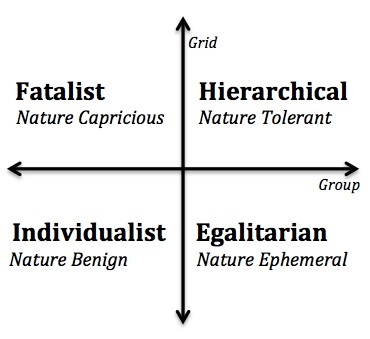 Grid
Fatalist
Nature Capricious
Hierarchical
Nature Tolerant
Group
Individualist
Nature Benign
Egalitarian
Nature Ephemeral